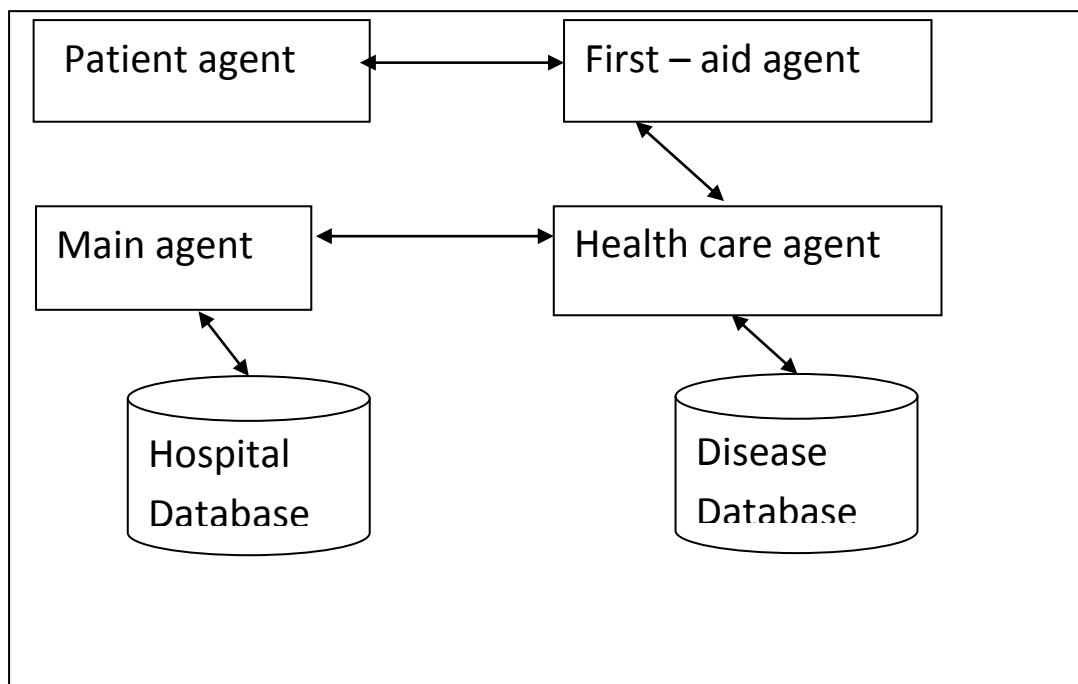 Patient agent
First – aid agent
Main agent
Health care agent
Hospital
Database
Disease
Database